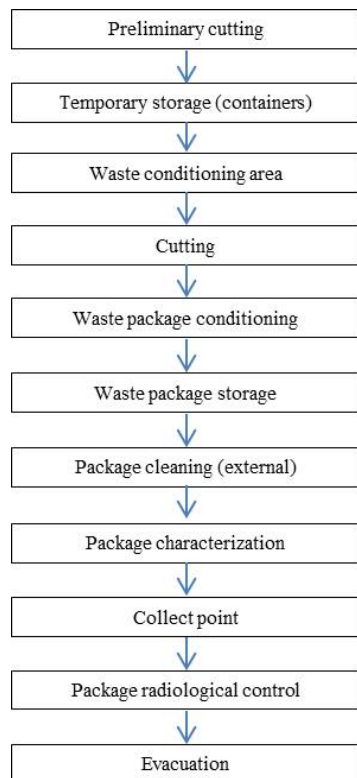 Preliminary cutting
Temporary storage (containers)
Waste conditioning area
Cutting
Waste package conditioning
Waste package storage
Package cleaning (external)
Package characterization
Collect point
Package radiological control
Evacuation